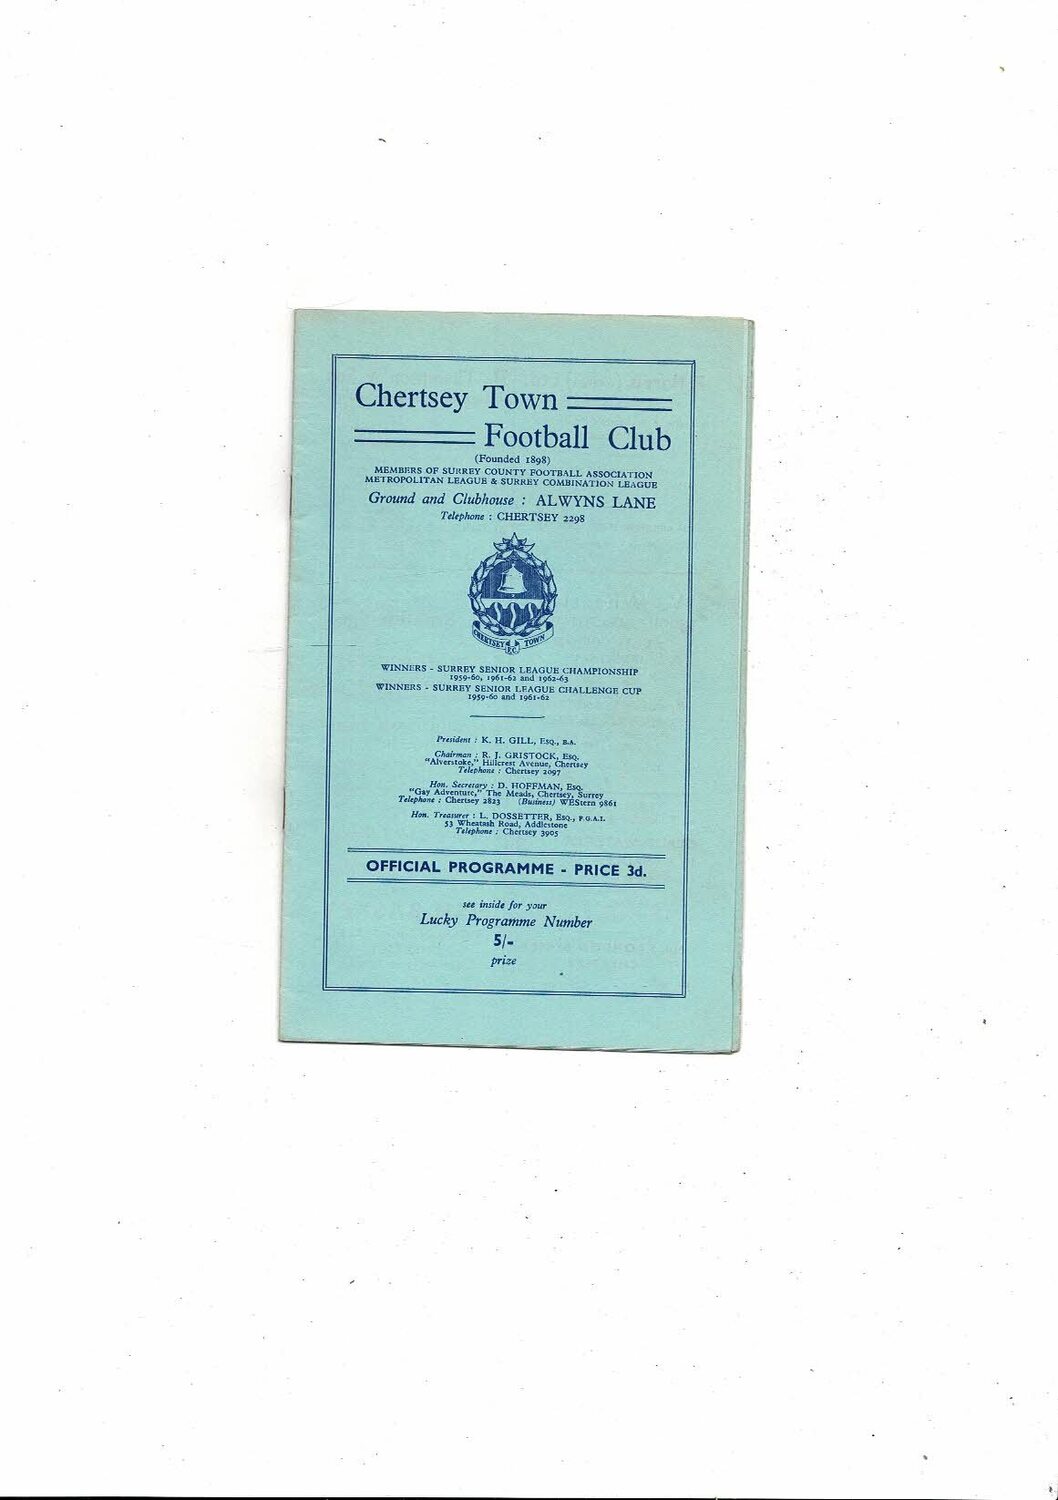 Chertsey Town
Football Club
(Founded 1898)
MEMBERS OF SURREY COUNTY FOOTBALL ASSOCIATION
METROPOLITAN LEAGUE & SURREY COMBINATION LEAGUE
Ground and Clubhouse : ALWYNS LANE
Telephone : CHERTSEY 2298
CHERTSEY F.C. TOWN
WINNERS - SURREY SENIOR LEAGUE CHAMPIONSHIP
1959-60, 1961-62 and 1962-63
WINNERS - SURREY SENIOR LEAGUE CHALLENGE CUP
1959-60 and 1961-62
President : K. H. GILL, Esq., B.A.
Chairman : R. J. GRISTOCK, Esq.
"Alverstoke," Hillcrest Avenue, Chertsey
Telephone : Chertsey 2097
Hon. Secretary : D. HOFFMAN, Esq.
"Gay Adventure," The Meads, Chertsey, Surrey
Telephone : Chertsey 2823 (Business) WEStern 9861
Hon. Treasurer : L. DOSSETTER, Esq., F.G.A.I.
53 Wheatash Road, Addlestone
Telephone : Chertsey 3905
OFFICIAL PROGRAMME - PRICE 3d.
see inside for your
Lucky Programme Number
5/-
prize